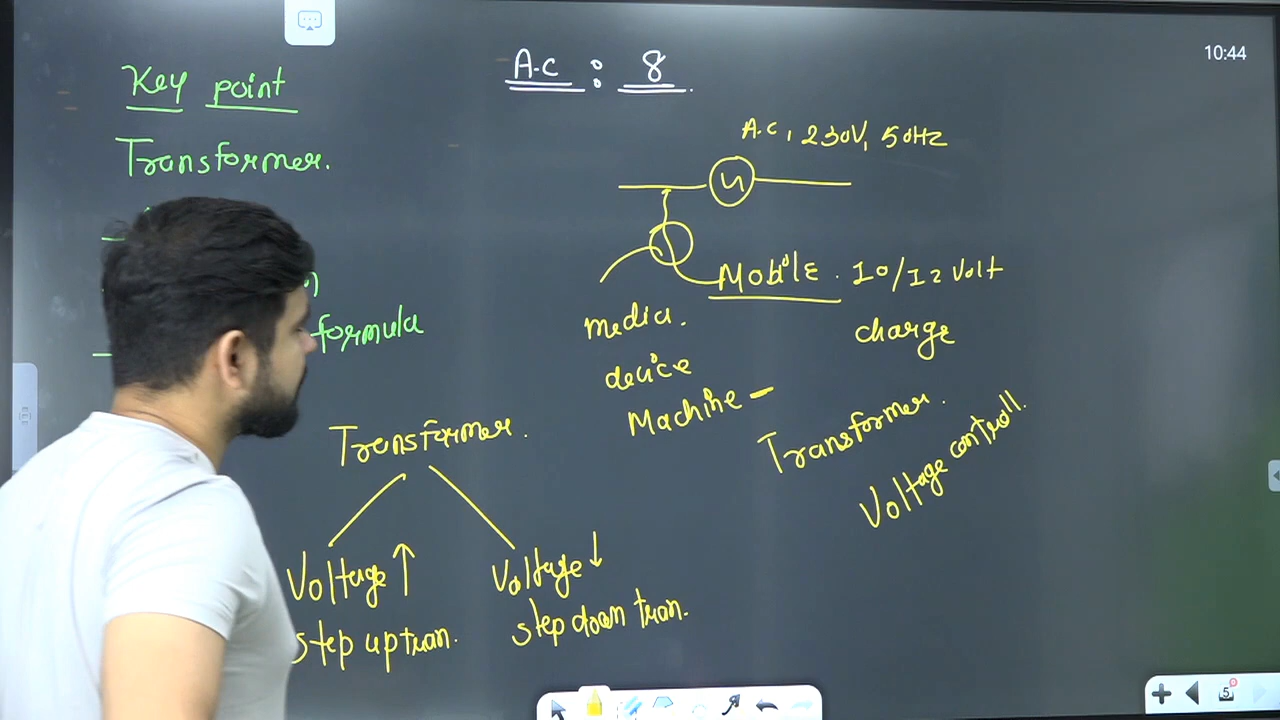 A.C : 8
10:44
Key point
Transformer.
formula
A.C, 230V, 50Hz
Mobile. 10/12 Volt
charge
media.
device
Machine -
Transformer.
Voltage controll.
Transformer.
Voltage ↑
step up tran.
Voltage ↓
step down tran.
5